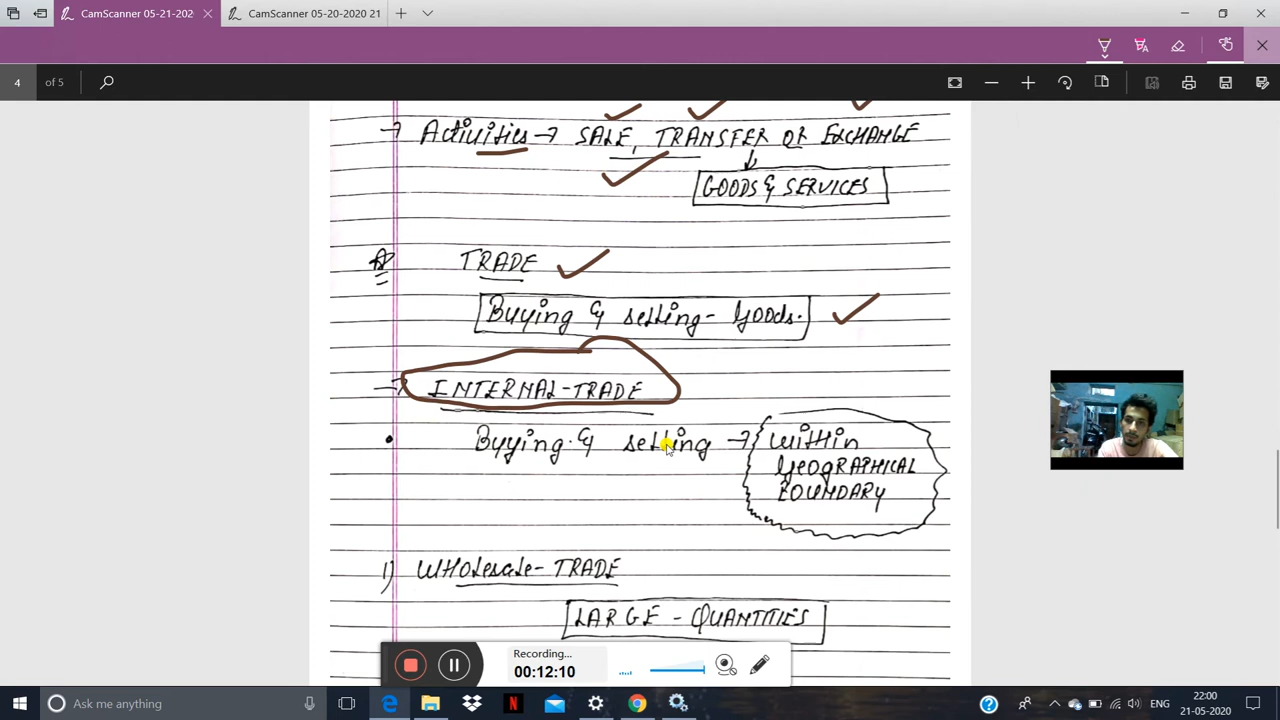 CamScanner 05-21-2020
CamScanner 05-20-2020 21
4 of 5
→ Activities → SALE, TRANSFER OR EXCHANGE
GOODS & SERVICES
TRADE
Buying & selling - Goods.
→ INTERNAL-TRADE
• Buying & selling → within
GEOGRAPHICAL
BOUNDARY
1) WHolesale-TRADE
LARGE - QUANTITIES
Recording...
00:12:10
Ask me anything
22:00
21-05-2020